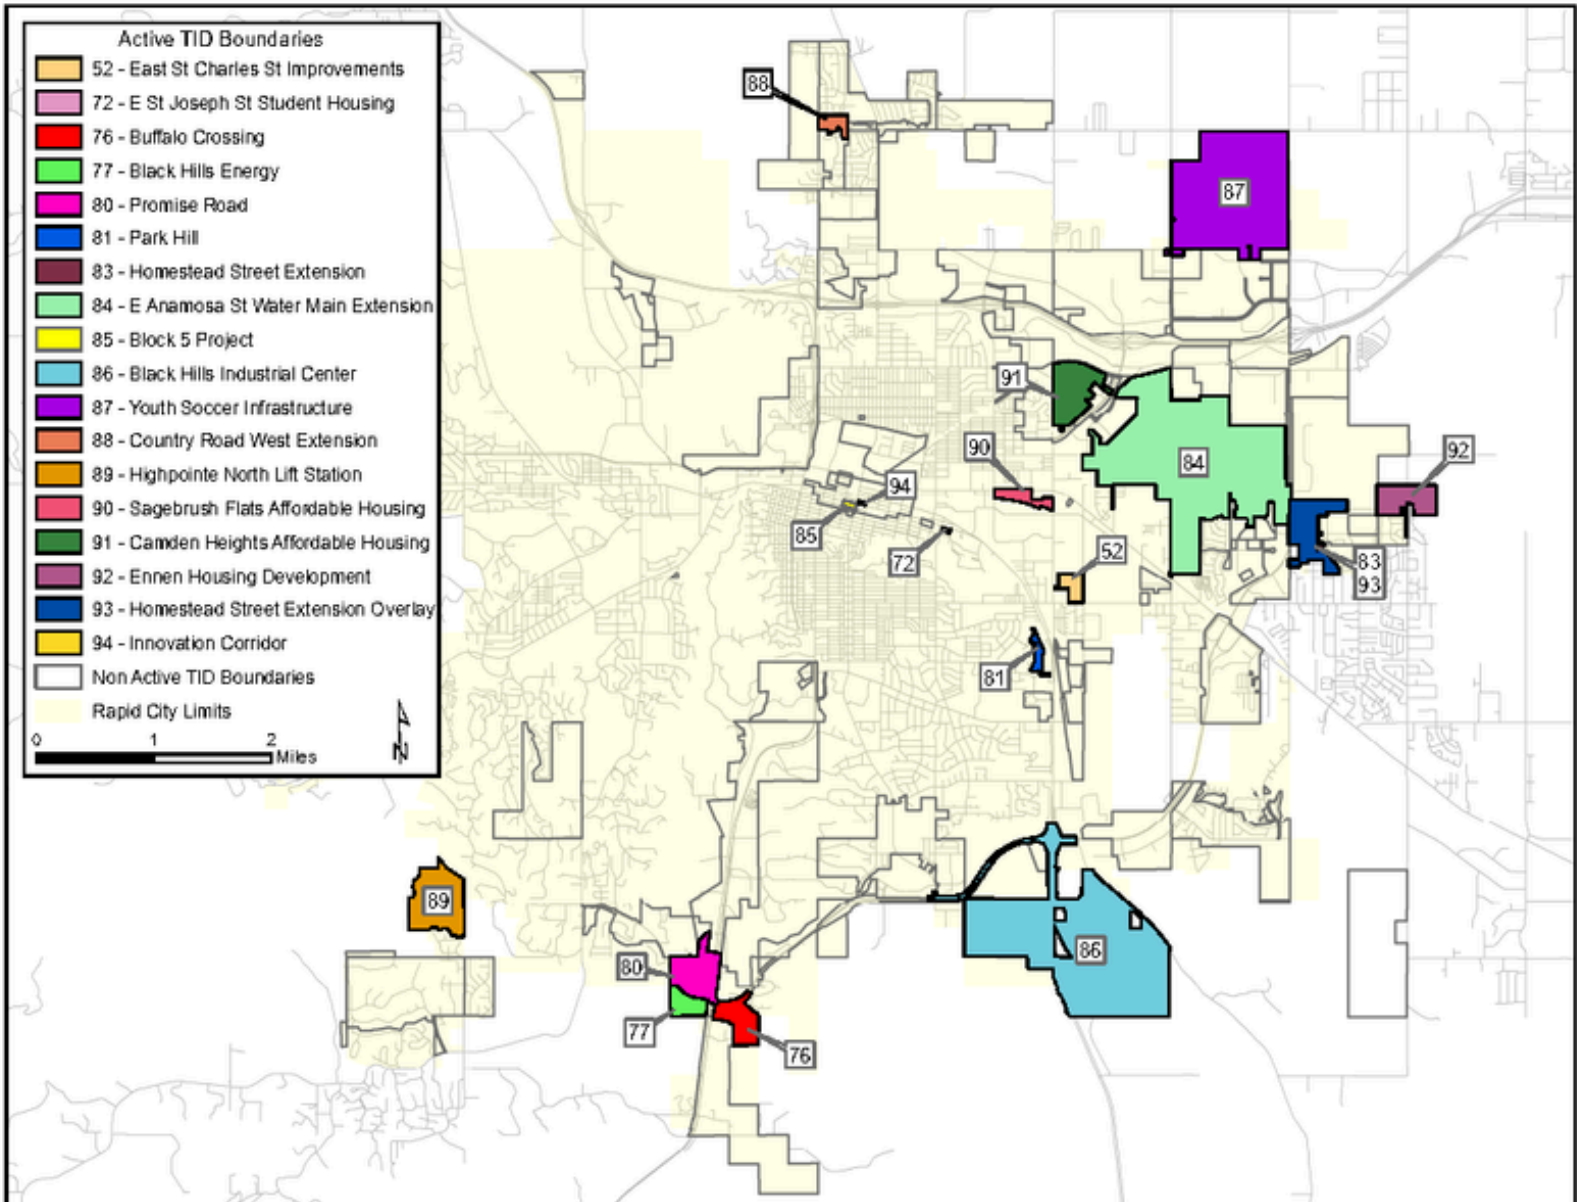 Active TID Boundaries
52 - East St Charles St Improvements
72 - E St Joseph St Student Housing
76 - Buffalo Crossing
77 - Black Hills Energy
80 - Promise Road
81 - Park Hill
83 - Homestead Street Extension
84 - E Anamosa St Water Main Extension
85 - Block 5 Project
86 - Black Hills Industrial Center
87 - Youth Soccer Infrastructure
88 - Country Road West Extension
89 - Highpointe North Lift Station
90 - Sagebrush Flats Affordable Housing
91 - Camden Heights Affordable Housing
92 - Ennen Housing Development
93 - Homestead Street Extension Overlay
94 - Innovation Corridor
Non Active TID Boundaries
Rapid City Limits
0 1 2 Miles
N
88
87
91
90
84
92
94
85
72
52
83
93
81
89
86
80
77
76